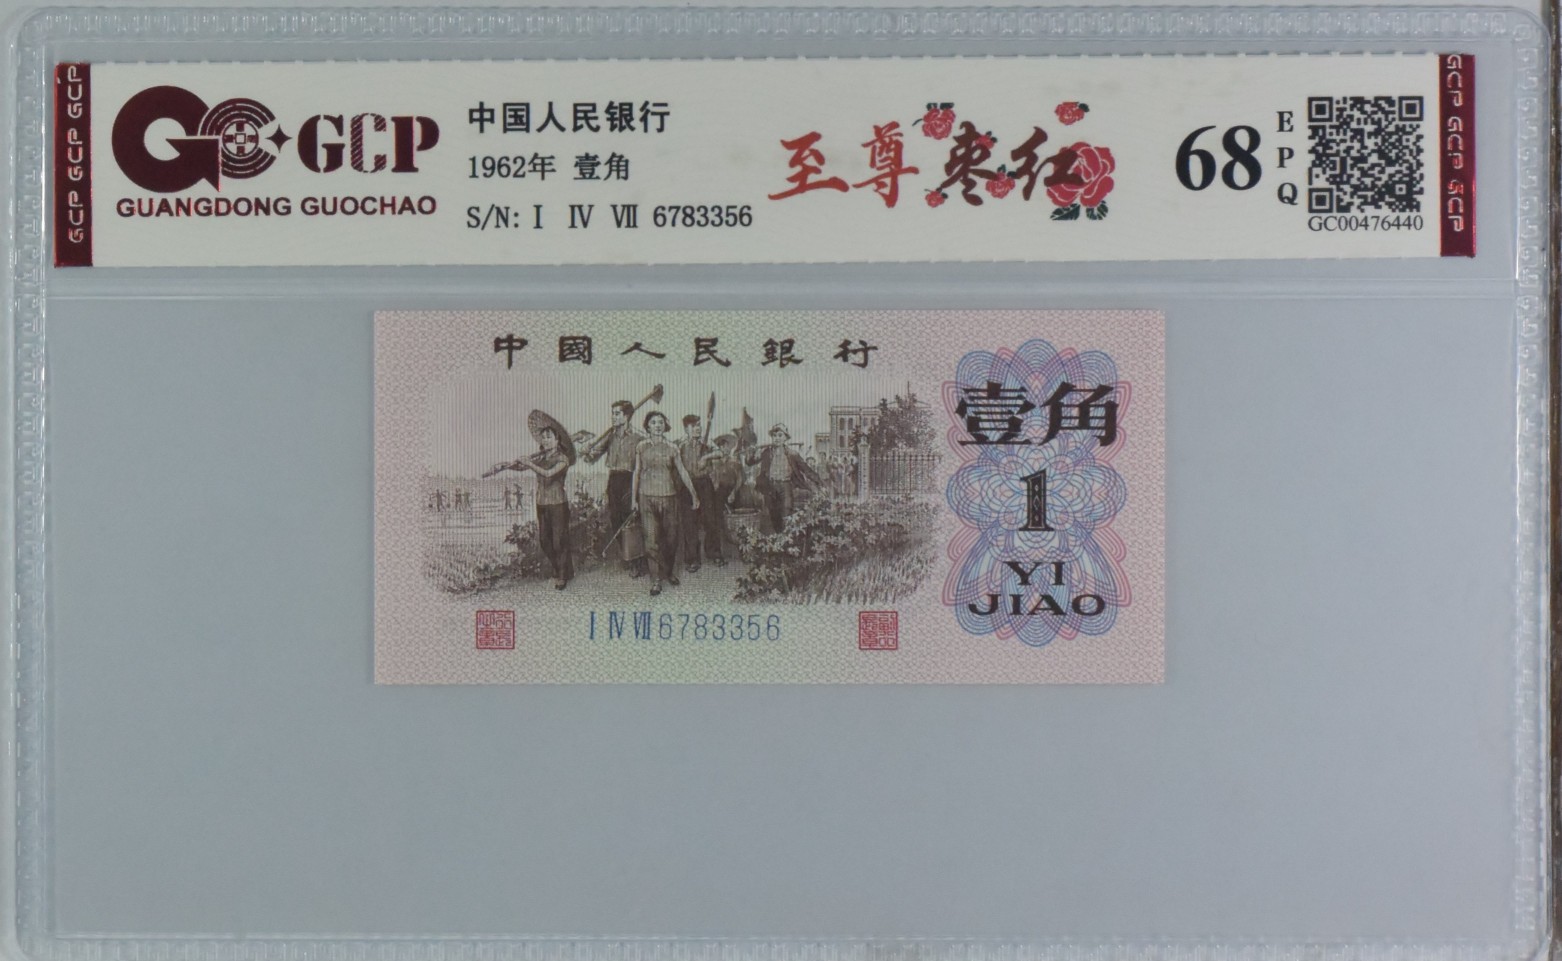 GCP
GUANGDONG GUOCHAO
中国人民银行
1962年 壹角
S/N: I IV VII 6783356
至尊枣红
68
EPQ
GC00476440
GCP GCP GCP
GCP GCP GCP
中國人民銀行
壹角
1
YI
JIAO
I IV VII 6783356